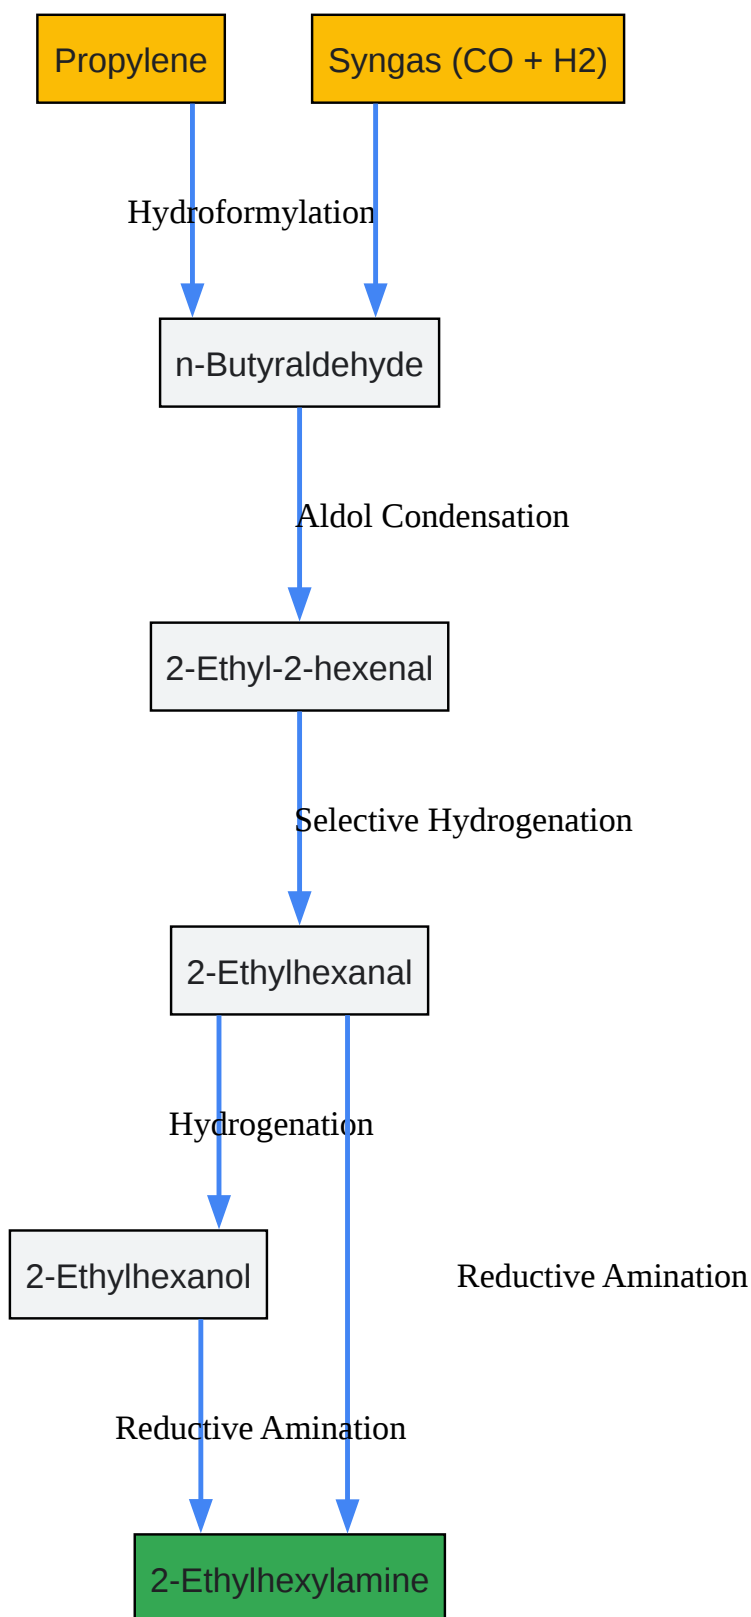 Propylene
Syngas (CO + H2)
Hydroformylation
n-Butyraldehyde
Aldol Condensation
2-Ethyl-2-hexenal
Selective Hydrogenation
2-Ethylhexanal
Hydrogenation
2-Ethylhexanol
Reductive Amination
Reductive Amination
2-Ethylhexylamine